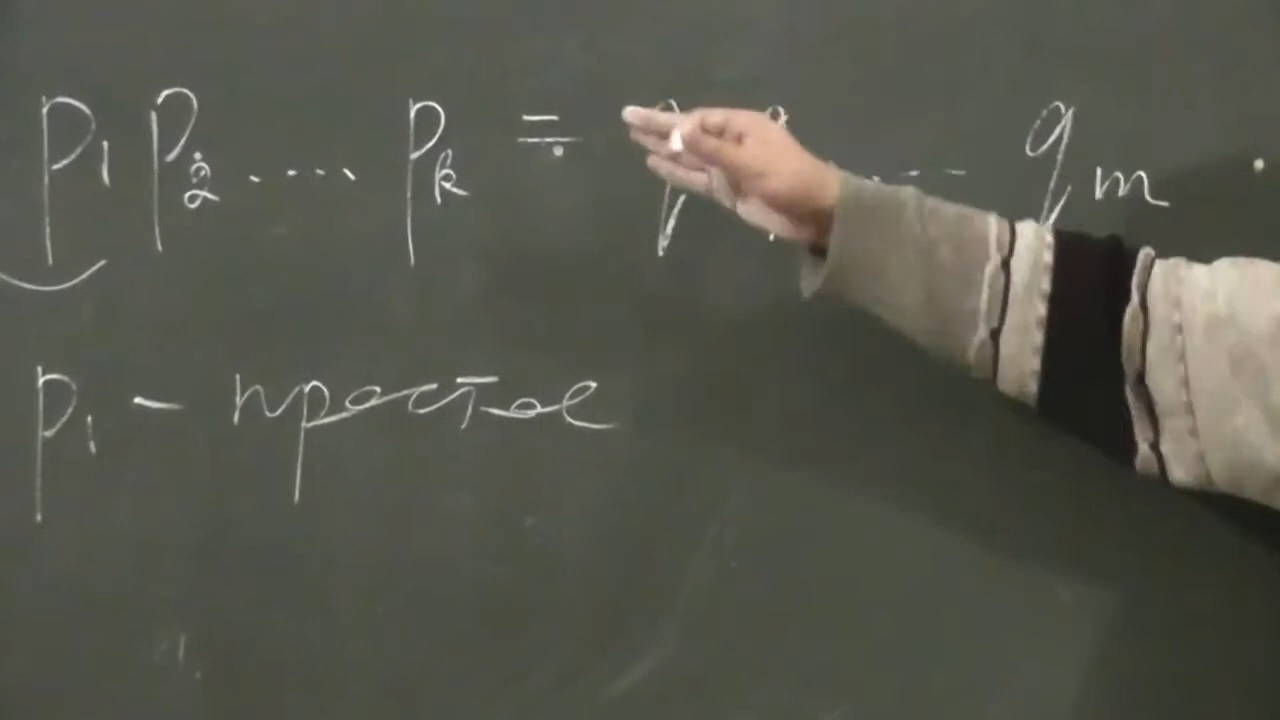 p₁ p₂ .... pₖ = q .... qₘ
p₁ – простое